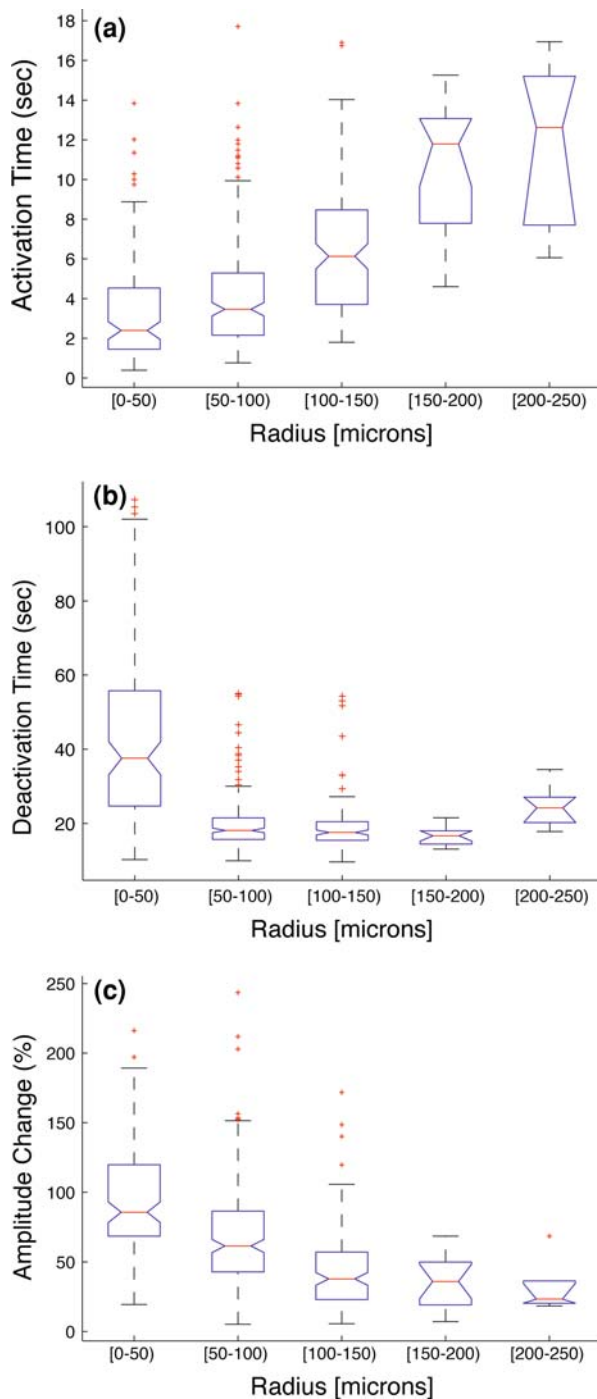 (a)
Activation Time (sec)
18
16
14
12
10
8
6
4
2
0
[0-50) [50-100) [100-150) [150-200) [200-250)
Radius [microns]
(b)
Deactivation Time (sec)
100
80
60
40
20
[0-50) [50-100) [100-150) [150-200) [200-250)
Radius [microns]
(c)
Amplitude Change (%)
250
200
150
100
50
0
[0-50) [50-100) [100-150) [150-200) [200-250)
Radius [microns]